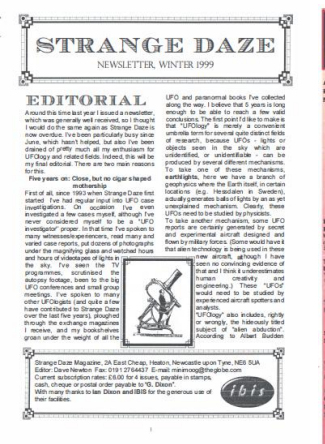 STRANGE DAZE
NEWSLETTER, WINTER 1999
EDITORIAL
Around this time last year I issued a newsletter,
which was generally well received, so I thought
I would do the same again as Strange Daze is
now overdue. I've been particularly busy since
June, which hasn't helped, but also I've been
drained of pretty much all my enthusiasm for
UFOlogy and related fields. Indeed, this will be
my final editorial. There are two main reasons
for this.
Five years on: Close, but no cigar shaped
mothership
First of all, since 1993 when Strange Daze first
started I've had regular input into UFO case
investigations. On occasion I've even
investigated a few cases myself, although I've
never considered myself to be a "UFO
investigator" proper. In that time I've spoken to
many witnesses/experiencers, read many and
varied case reports, put dozens of photographs
under the magnifying glass and watched hours
and hours of videotapes of lights in
the sky. I've seen the TV
programmes, scrutinised the
autopsy footage, been to the big
UFO conferences and small group
meetings. I've spoken to many
other UFOlogists (and quite a few
have contributed to Strange Daze
over the last five years), ploughed
through the exchange magazines
I receive, and my bookshelves
groan under the weight of all the
UFO and paranormal books I've collected
along the way. I believe that 5 years is long
enough to be able to reach a few valid
conclusions. The first point I'd like to make is
that "UFOlogy" is merely a convenient
umbrella term for several quite distinct fields
of research, because UFOs - lights or
objects seen in the sky which are
unidentified, or unidentifiable - can be
produced by several different mechanisms.
To take one of these mechanisms,
earthlights, here we have a branch of
geophysics where the Earth itself, in certain
locations (e.g. Hessdalen in Sweden),
actually generates balls of light by an as yet
unexplained mechanism. Clearly, these
UFOs need to be studied by physicists.
To take another mechanism, some UFO
reports are certainly generated by secret
and experimental aircraft designed and
flown by military forces. (Some would have it
that alien technology is being used in these
new aircraft, although I have
seen no convincing evidence of
that and I think it underestimates
human creativity and
engineering.) These "UFOs"
would need to be studied by
experienced aircraft spotters and
analysts.
"UFOlogy" also includes, rightly
or wrongly, the hideously titled
subject of "alien abduction".
According to Albert Budden
Strange Daze Magazine, 2A East Cheap, Heaton, Newcastle upon Tyne, NE6 5UA
Editor: Dave Newton Fax: 0191 2764437 E-mail: minimoog@theglobe.com
Current subscription rates: £6.00 for 4 issues, payable in stamps,
cash, cheque or postal order payable to "G. Dixon".
With many thanks to Ian Dixon and IBIS for the generous use of
their facilities.
ibis
1